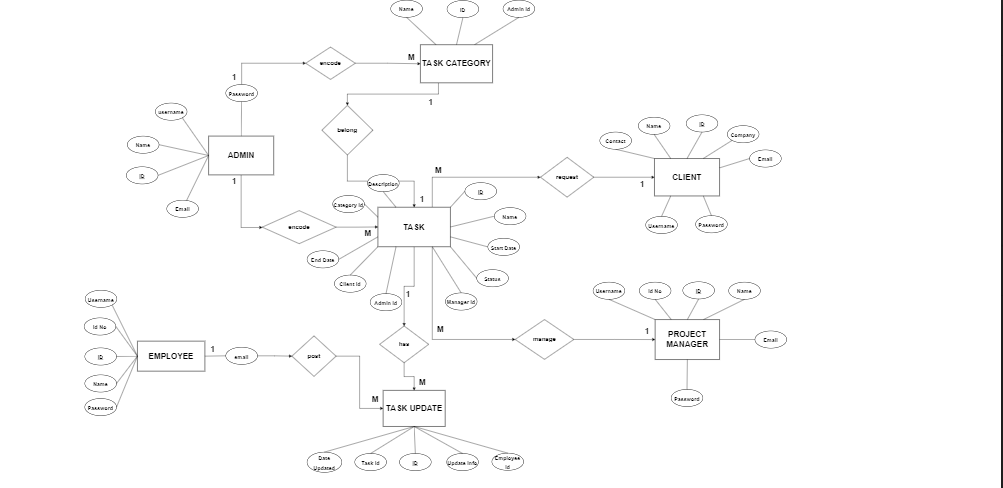 Name
ID
Admin Id
TASK CATEGORY
encode
M
1
Password
1
username
belong
Name
ID
Email
ADMIN
1
encode
M
Contact
Name
ID
Company
Email
CLIENT
Username
Password
M
request
1
Description
Category Id
1
ID
Name
Start Date
Status
Manager Id
Admin Id
Client Id
End Date
TASK
1
has
M
M
manage
1
Username
Id No
ID
Name
Email
Password
PROJECT
MANAGER
Username
Id No
ID
Name
Password
EMPLOYEE
1
email
post
M
TASK UPDATE
Date
Updated
Task Id
ID
Update Info
Employee
Id